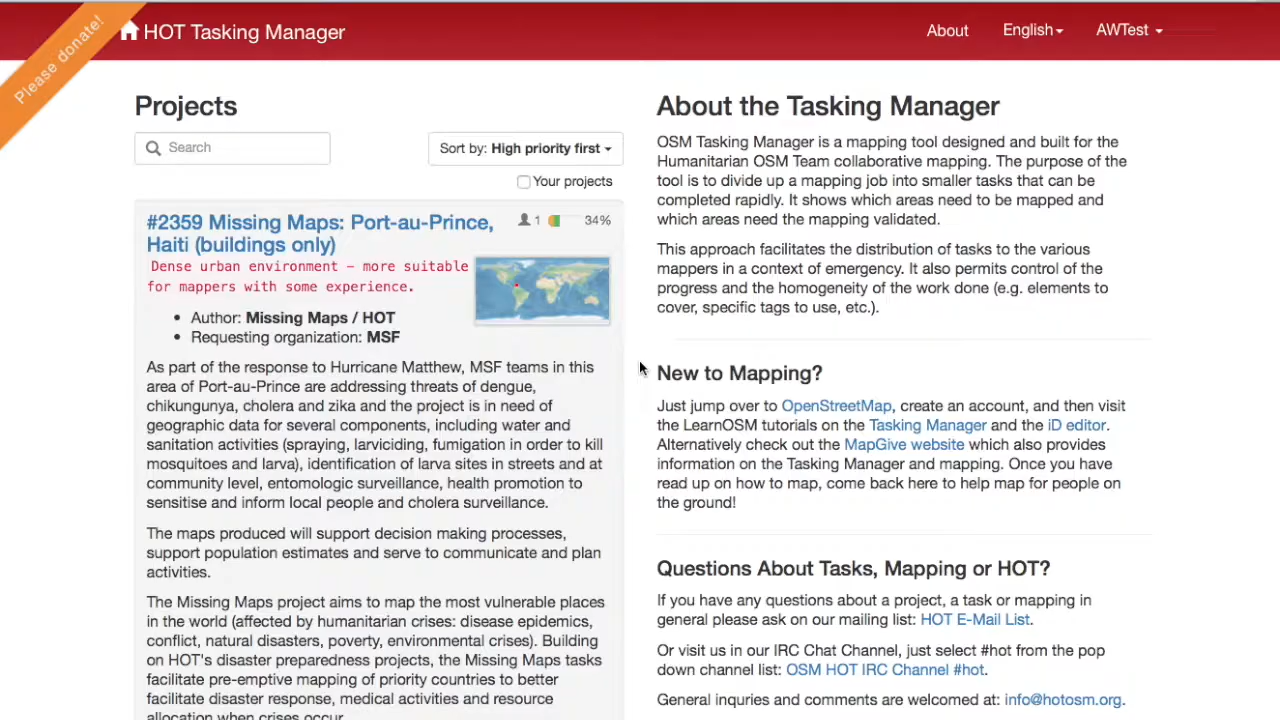 Please donate!
HOT Tasking Manager
About
English
AWTest
Projects
Search
Sort by: High priority first
Your projects
#2359 Missing Maps: Port-au-Prince,
Haiti (buildings only)
1
34%
Dense urban environment - more suitable
for mappers with some experience.
• Author: Missing Maps / HOT
• Requesting organization: MSF
As part of the response to Hurricane Matthew, MSF teams in this
area of Port-au-Prince are addressing threats of dengue,
chikungunya, cholera and zika and the project is in need of
geographic data for several components, including water and
sanitation activities (spraying, larviciding, fumigation in order to kill
mosquitoes and larva), identification of larva sites in streets and at
community level, entomologic surveillance, health promotion to
sensitise and inform local people and cholera surveillance.
The maps produced will support decision making processes,
support population estimates and serve to communicate and plan
activities.
The Missing Maps project aims to map the most vulnerable places
in the world (affected by humanitarian crises: disease epidemics,
conflict, natural disasters, poverty, environmental crises). Building
on HOT's disaster preparedness projects, the Missing Maps tasks
facilitate pre-emptive mapping of priority countries to better
facilitate disaster response, medical activities and resource
allocation when crises occur.
About the Tasking Manager
OSM Tasking Manager is a mapping tool designed and built for the
Humanitarian OSM Team collaborative mapping. The purpose of the
tool is to divide up a mapping job into smaller tasks that can be
completed rapidly. It shows which areas need to be mapped and
which areas need the mapping validated.
This approach facilitates the distribution of tasks to the various
mappers in a context of emergency. It also permits control of the
progress and the homogeneity of the work done (e.g. elements to
cover, specific tags to use, etc.).
New to Mapping?
Just jump over to OpenStreetMap, create an account, and then visit
the LearnOSM tutorials on the Tasking Manager and the iD editor.
Alternatively check out the MapGive website which also provides
information on the Tasking Manager and mapping. Once you have
read up on how to map, come back here to help map for people on
the ground!
Questions About Tasks, Mapping or HOT?
If you have any questions about a project, a task or mapping in
general please ask on our mailing list: HOT E-Mail List.
Or visit us in our IRC Chat Channel, just select #hot from the pop
down channel list: OSM HOT IRC Channel #hot.
General inquries and comments are welcomed at: info@hotosm.org.